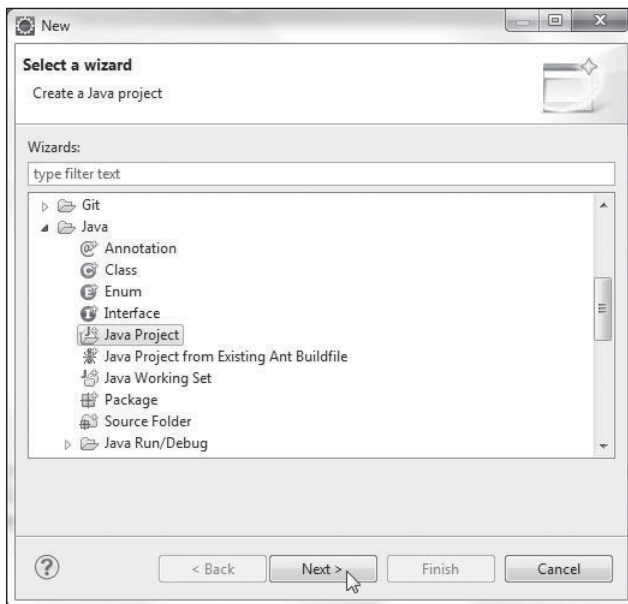 New
Select a wizard
Create a Java project
Wizards:
type filter text
Git
Java
Annotation
Class
Enum
Interface
Java Project
Java Project from Existing Ant Buildfile
Java Working Set
Package
Source Folder
Java Run/Debug
< Back Next > Finish Cancel